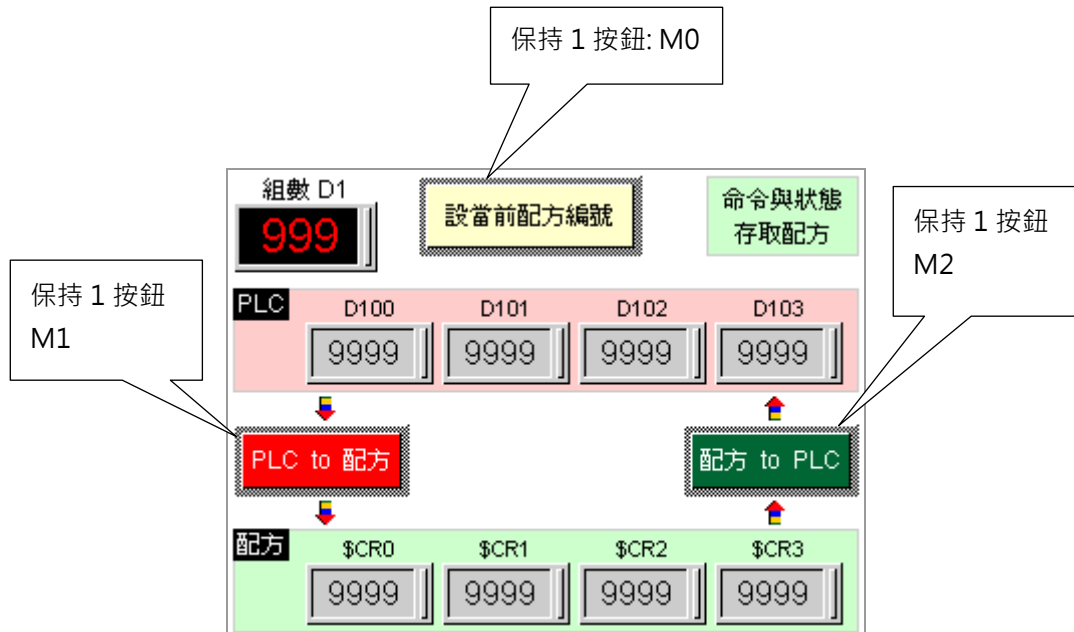 保持 1 按鈕: M0
組數 D1
999
設當前配方編號
命令與狀態
存取配方
保持 1 按鈕
M2
保持 1 按鈕
M1
PLC
D100
D101
D102
D103
9999
9999
9999
9999
PLC to 配方
配方 to PLC
配方
$CR0
$CR1
$CR2
$CR3
9999
9999
9999
9999